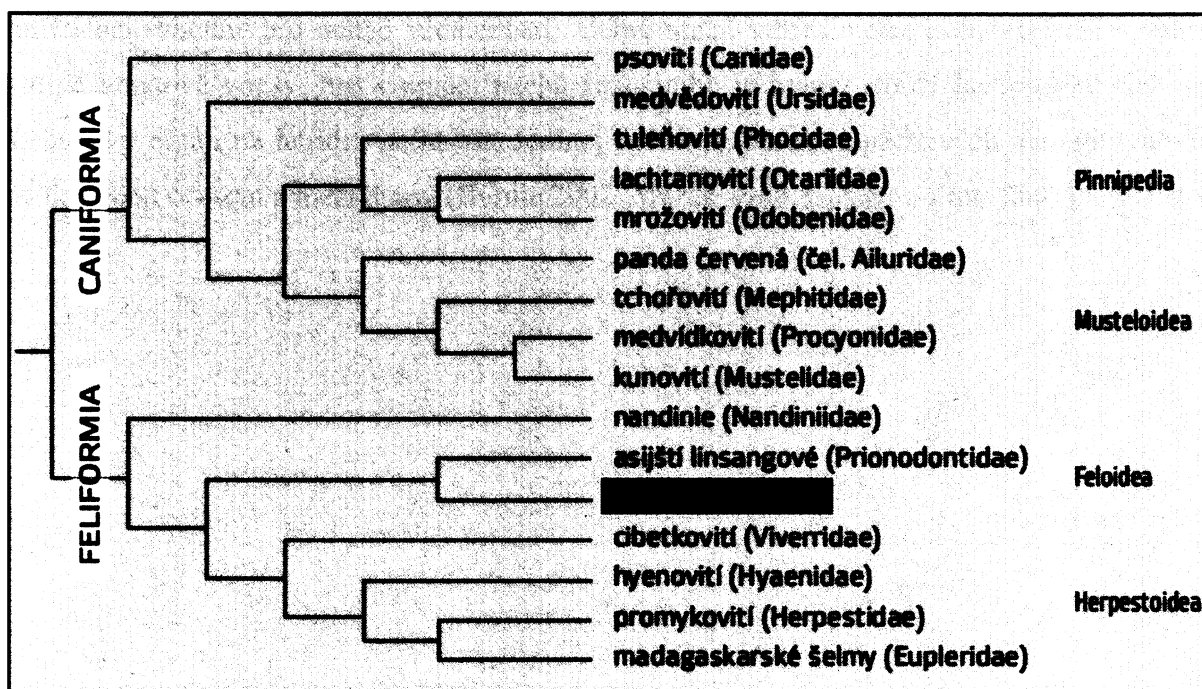 CANIFORMIA
FELIFORMIA
psovití (Canidae)
medvědovití (Ursidae)
tuleňovití (Phocidae)
lachtanovití (Otariidae)
mrožovití (Odobenidae)
panda červená (čel. Ailuridae)
tchořovití (Mephitidae)
medvídkovití (Procyonidae)
kunovití (Mustelidae)
nandinie (Nandiniidae)
asijští linsangové (Prionodontidae)
cibetkovití (Viverridae)
hyenovití (Hyaenidae)
promykovití (Herpestidae)
madagaskarské šelmy (Eupleridae)
Pinnipedia
Musteloidea
Feloidea
Herpestoidea